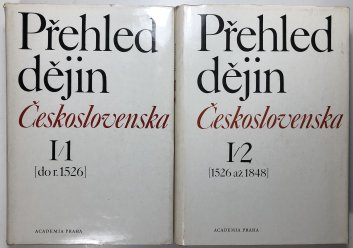 Přehled
dějin
Československa
I/1
[do r. 1526]
ACADEMIA PRAHA
Přehled
dějin
Československa
I/2
[1526 až 1848]
ACADEMIA PRAHA